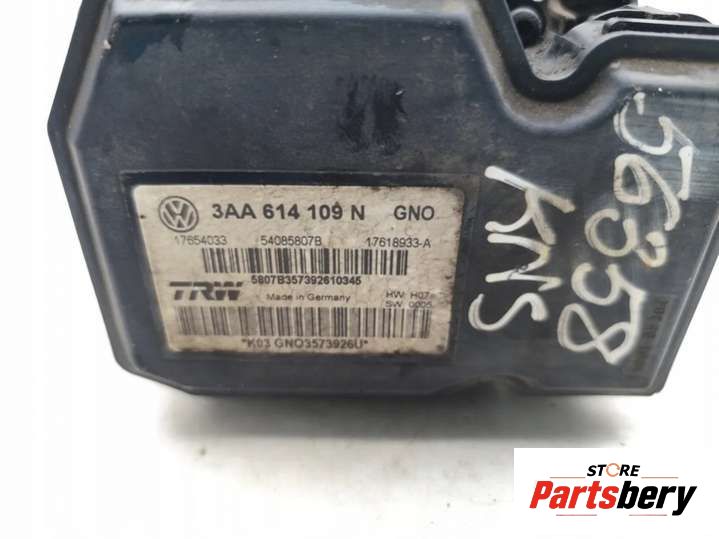 3AA 614 109 N GNO
17654033 54085807B 17618933-A
5807B357392610345
TRW Made in Germany HW: H07
SW: 0005
"K03 GNO3573926U"
56358
KNS
STORE
Partsbery